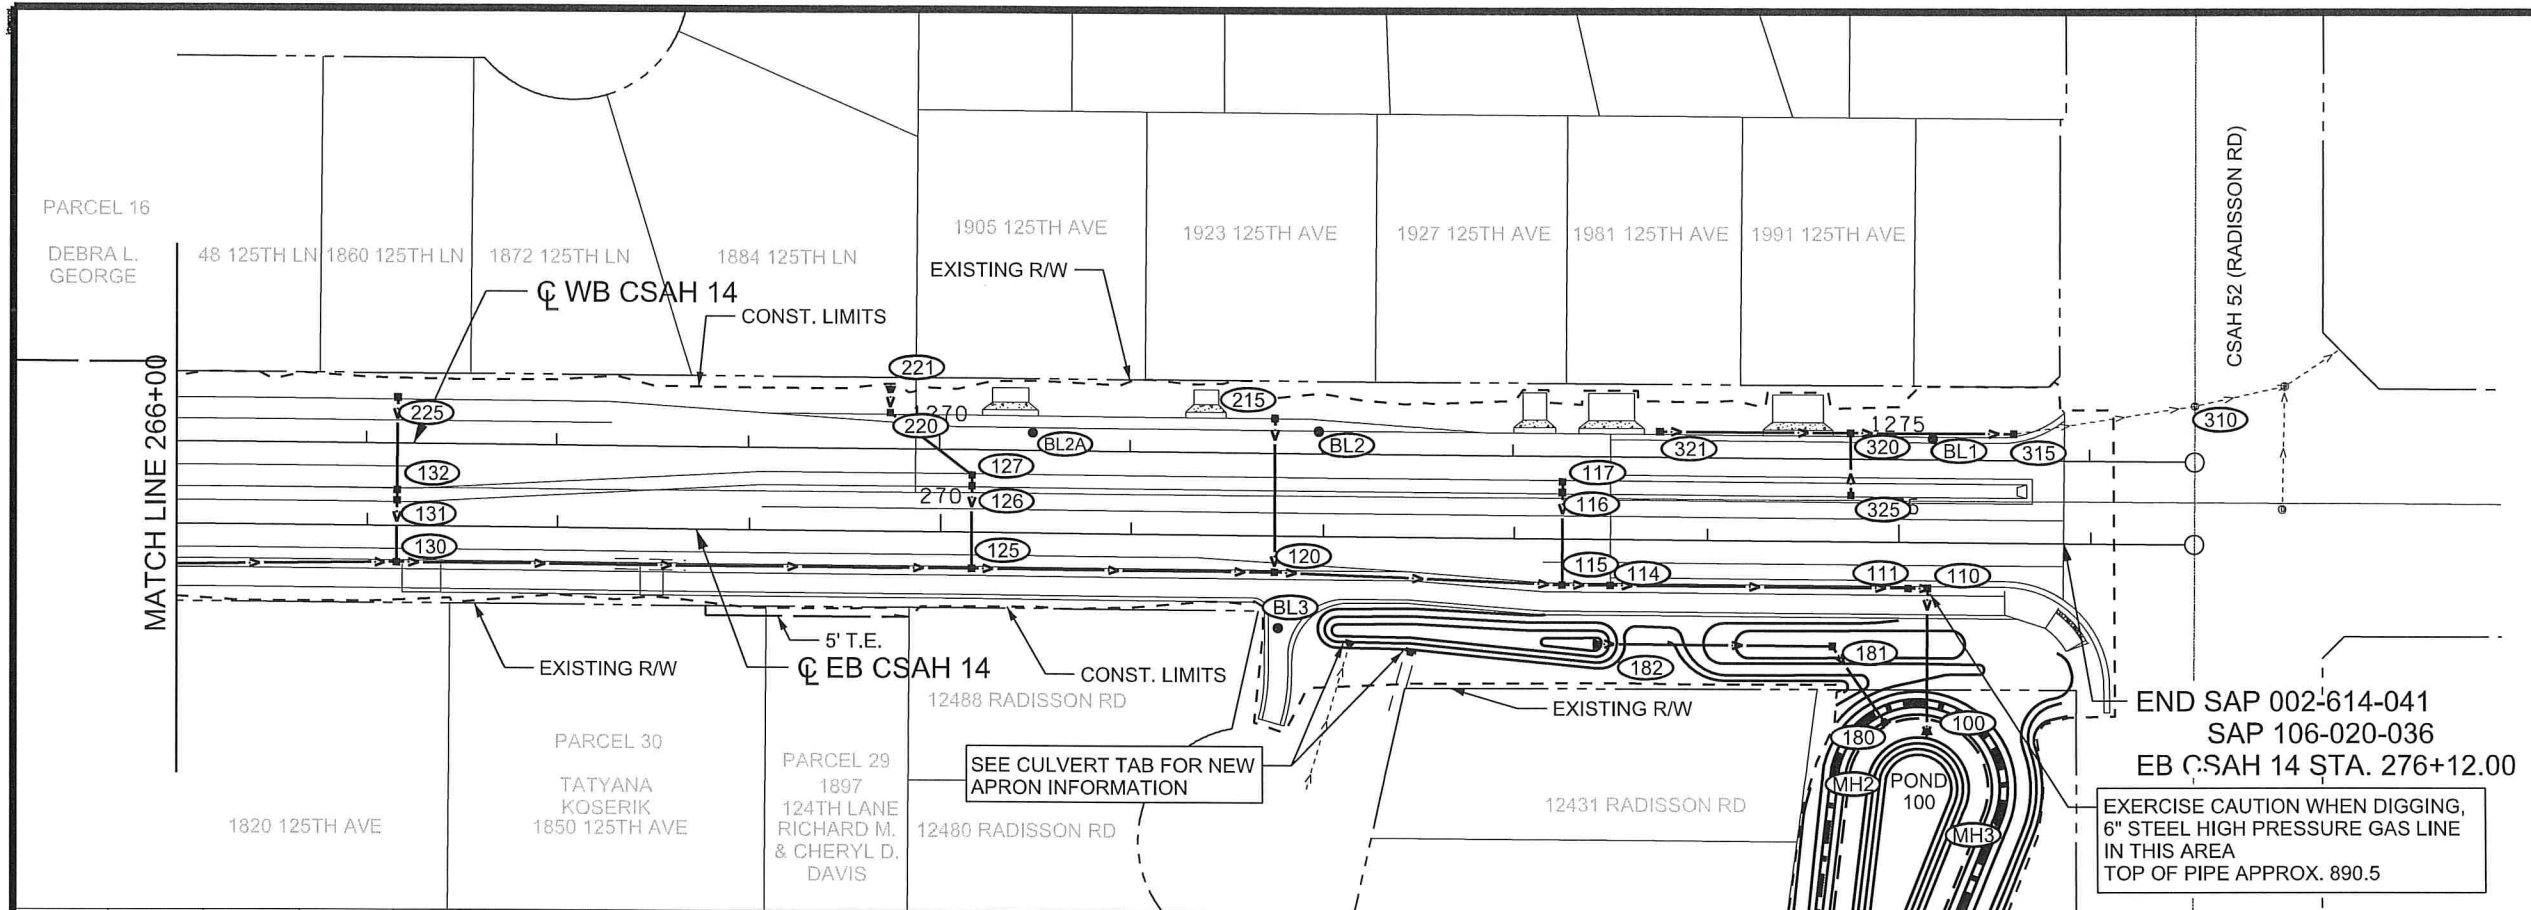 PARCEL 16
DEBRA L.
GEORGE
48 125TH LN
1860 125TH LN
1872 125TH LN
1884 125TH LN
1905 125TH AVE
1923 125TH AVE
1927 125TH AVE
1981 125TH AVE
1991 125TH AVE
CSAH 52 (RADISSON RD)
EXISTING R/W
℄ WB CSAH 14
CONST. LIMITS
MATCH LINE 266+00
221
215
225
1270
220
BL2A
BL2
1275
310
321
320
BL1
315
132
127
117
131
270
126
116
325
130
125
120
115
114
111
110
BL3
5' T.E.
EXISTING R/W
℄ EB CSAH 14
CONST. LIMITS
182
181
12488 RADISSON RD
EXISTING R/W
180
100
END SAP 002-614-041
SAP 106-020-036
EB CSAH 14 STA. 276+12.00
PARCEL 30
TATYANA
KOSERIK
1850 125TH AVE
PARCEL 29
1897
124TH LANE
RICHARD M.
& CHERYL D.
DAVIS
SEE CULVERT TAB FOR NEW
APRON INFORMATION
MH2
POND
100
MH3
1820 125TH AVE
12480 RADISSON RD
12431 RADISSON RD
EXERCISE CAUTION WHEN DIGGING,
6" STEEL HIGH PRESSURE GAS LINE
IN THIS AREA
TOP OF PIPE APPROX. 890.5